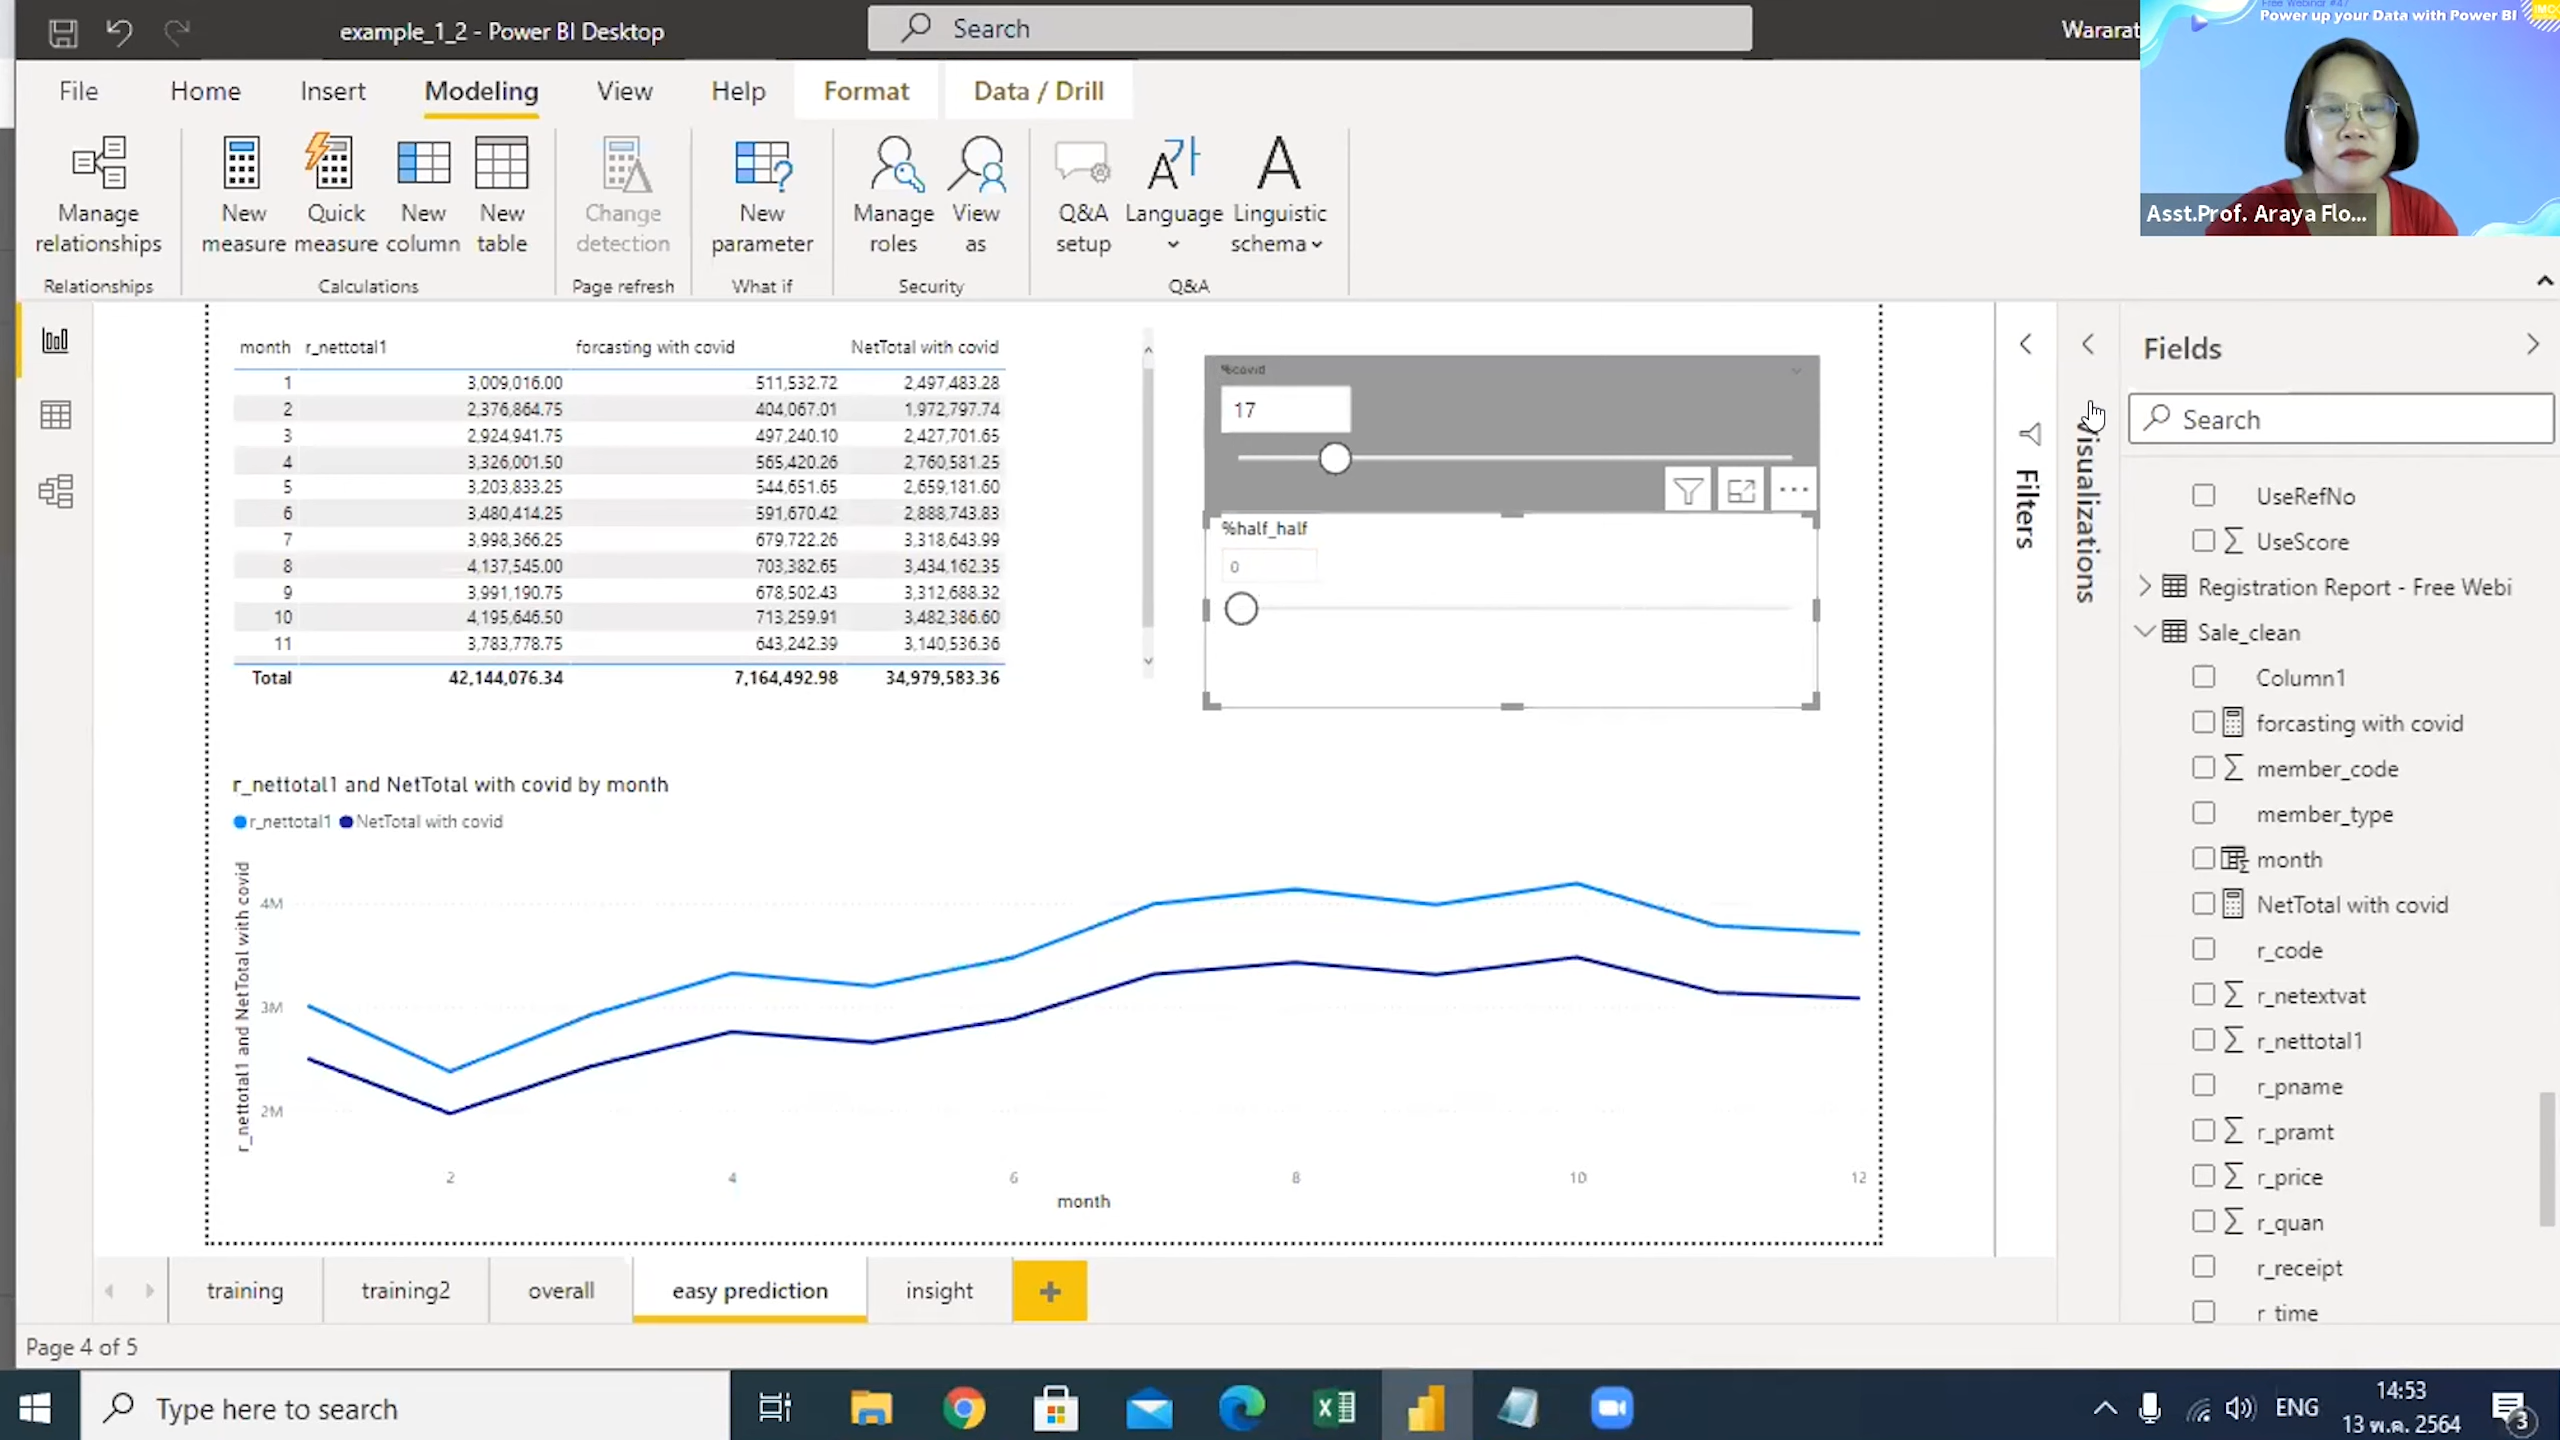 example_1_2 - Power BI Desktop
Search
Wararat
Free Webinar #47
Power up your Data with Power BI
IMC
Asst.Prof. Araya Flo...
File
Home
Insert
Modeling
View
Help
Format
Data / Drill
Manage relationships
New measure
Quick measure
New column
New table
Change detection
New parameter
Manage roles
View as
Q&A setup
Language
Linguistic schema
Relationships
Calculations
Page refresh
What if
Security
Q&A
month r_nettotal1 forcasting with covid NetTotal with covid
1 3,009,016.00 511,532.72 2,497,483.28
2 2,376,864.75 404,067.01 1,972,797.74
3 2,924,941.75 497,240.10 2,427,701.65
4 3,326,001.50 565,420.26 2,760,581.25
5 3,203,833.25 544,651.65 2,659,181.60
6 3,480,414.25 591,670.42 2,888,743.83
7 3,998,366.25 679,722.26 3,318,643.99
8 4,137,545.00 703,382.65 3,434,162.35
9 3,991,190.75 678,502.43 3,312,688.32
10 4,195,646.50 713,259.91 3,482,386.60
11 3,783,778.75 643,242.39 3,140,536.36
Total 42,144,076.34 7,164,492.98 34,979,583.36
%covid
17
%half_half
0
r_nettotal1 and NetTotal with covid by month
r_nettotal1 NetTotal with covid
r_nettotal1 and NetTotal with covid
4M
3M
2M
2 4 6 8 10 12
month
Filters
Visualizations
Fields
Search
UseRefNo
UseScore
Registration Report - Free Webi
Sale_clean
Column1
forcasting with covid
member_code
member_type
month
NetTotal with covid
r_code
r_netextvat
r_nettotal1
r_pname
r_pramt
r_price
r_quan
r_receipt
r_time
training
training2
overall
easy prediction
insight
Page 4 of 5
Type here to search
ENG
14:53
13 พ.ค. 2564
3